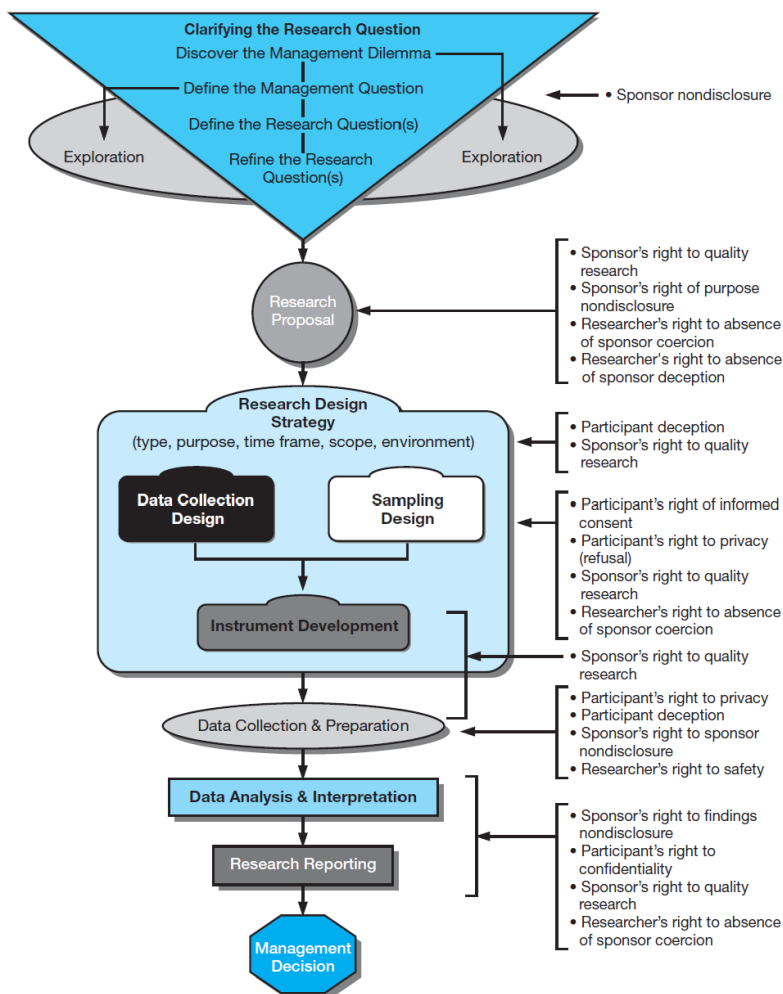 Clarifying the Research Question
Discover the Management Dilemma
Define the Management Question
• Sponsor nondisclosure
Define the Research Question(s)
Exploration
Exploration
Refine the Research
Question(s)
Research
Proposal
• Sponsor’s right to quality
research
• Sponsor’s right of purpose
nondisclosure
• Researcher’s right to absence
of sponsor coercion
• Researcher's right to absence
of sponsor deception
Research Design
Strategy
(type, purpose, time frame, scope, environment)
• Participant deception
• Sponsor’s right to quality
research
Data Collection
Design
Sampling
Design
• Participant’s right of informed
consent
• Participant’s right to privacy
(refusal)
• Sponsor’s right to quality
research
• Researcher’s right to absence
of sponsor coercion
Instrument Development
• Sponsor’s right to quality
research
Data Collection & Preparation
• Participant’s right to privacy
• Participant deception
• Sponsor’s right to sponsor
nondisclosure
• Researcher’s right to safety
Data Analysis & Interpretation
Research Reporting
• Sponsor’s right to findings
nondisclosure
• Participant’s right to
confidentiality
• Sponsor’s right to quality
research
• Researcher’s right to absence
of sponsor coercion
Management
Decision